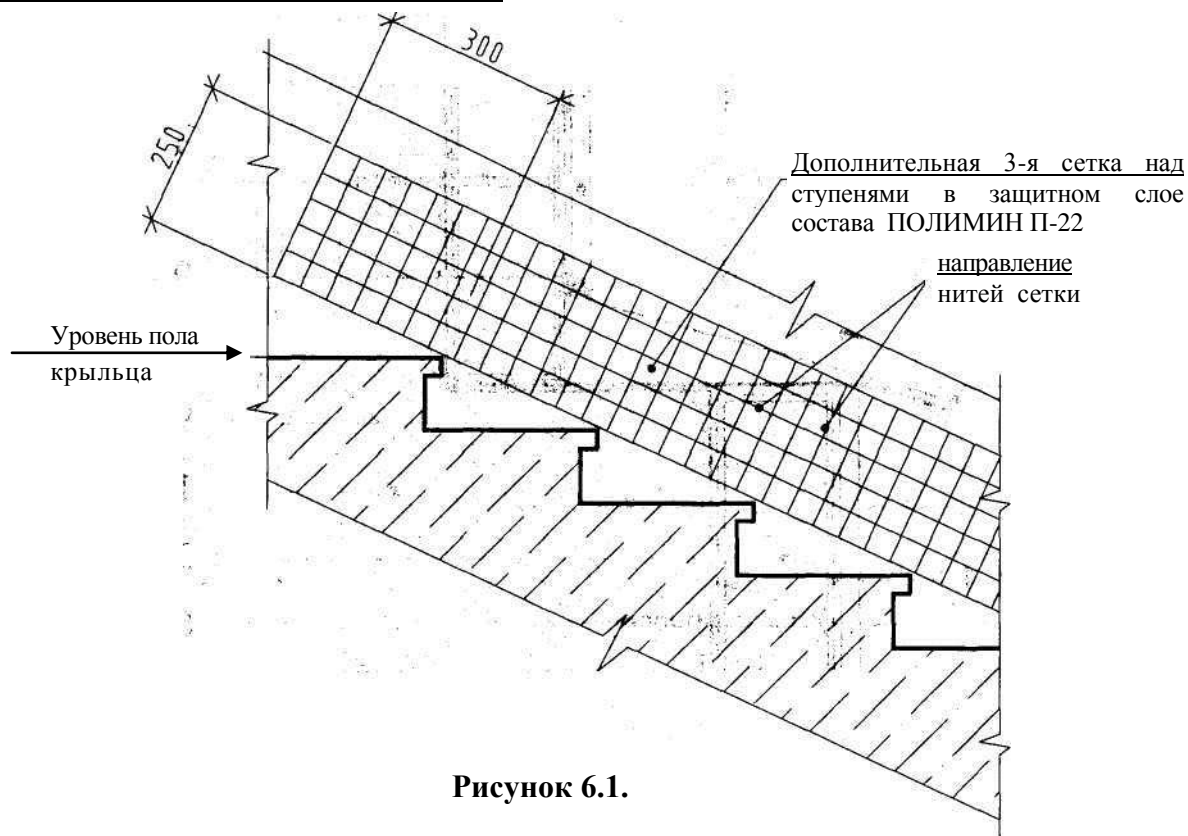 300
250
Дополнительная 3-я сетка над
ступенями в защитном слое
состава ПОЛИМИН П-22
направление
нитей сетки
Уровень пола
крыльца
Рисунок 6.1.